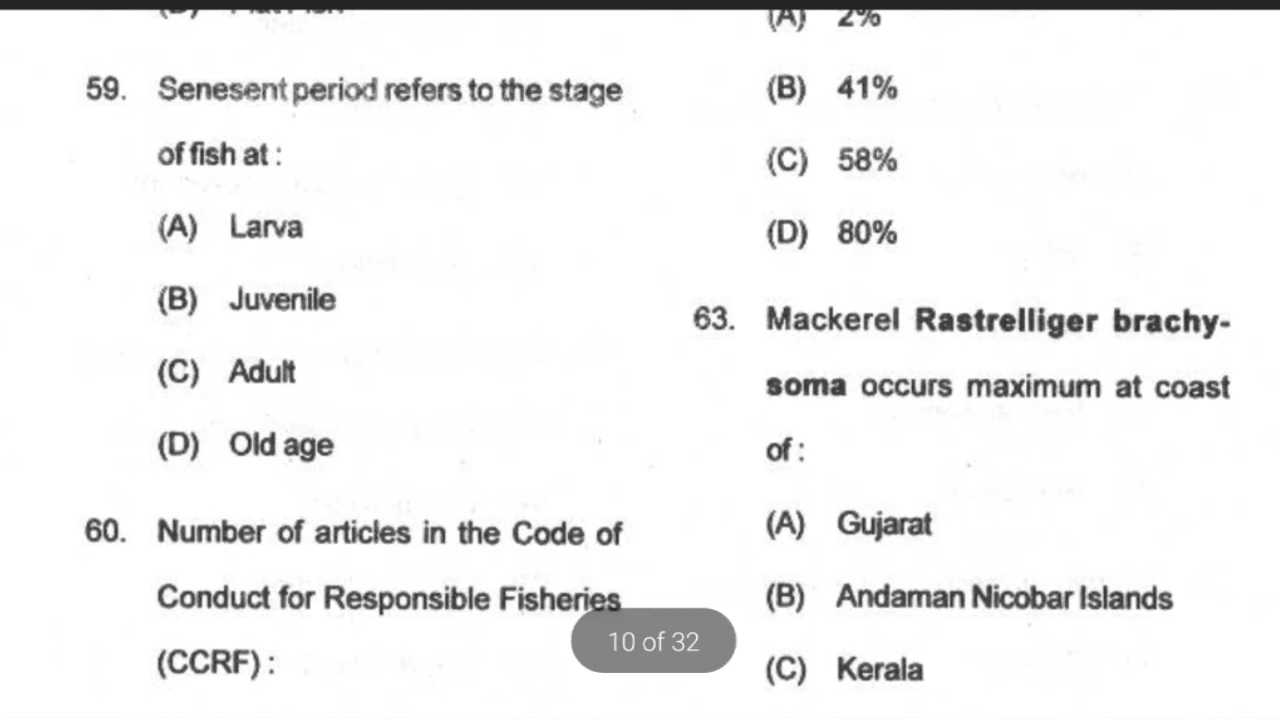 59. Senesent period refers to the stage
of fish at :
(A) Larva
(B) Juvenile
(C) Adult
(D) Old age
60. Number of articles in the Code of
Conduct for Responsible Fisheries
(CCRF) :
(A) 2%
(B) 41%
(C) 58%
(D) 80%
63. Mackerel Rastrelliger brachy-
soma occurs maximum at coast
of :
(A) Gujarat
(B) Andaman Nicobar Islands
(C) Kerala
10 of 32